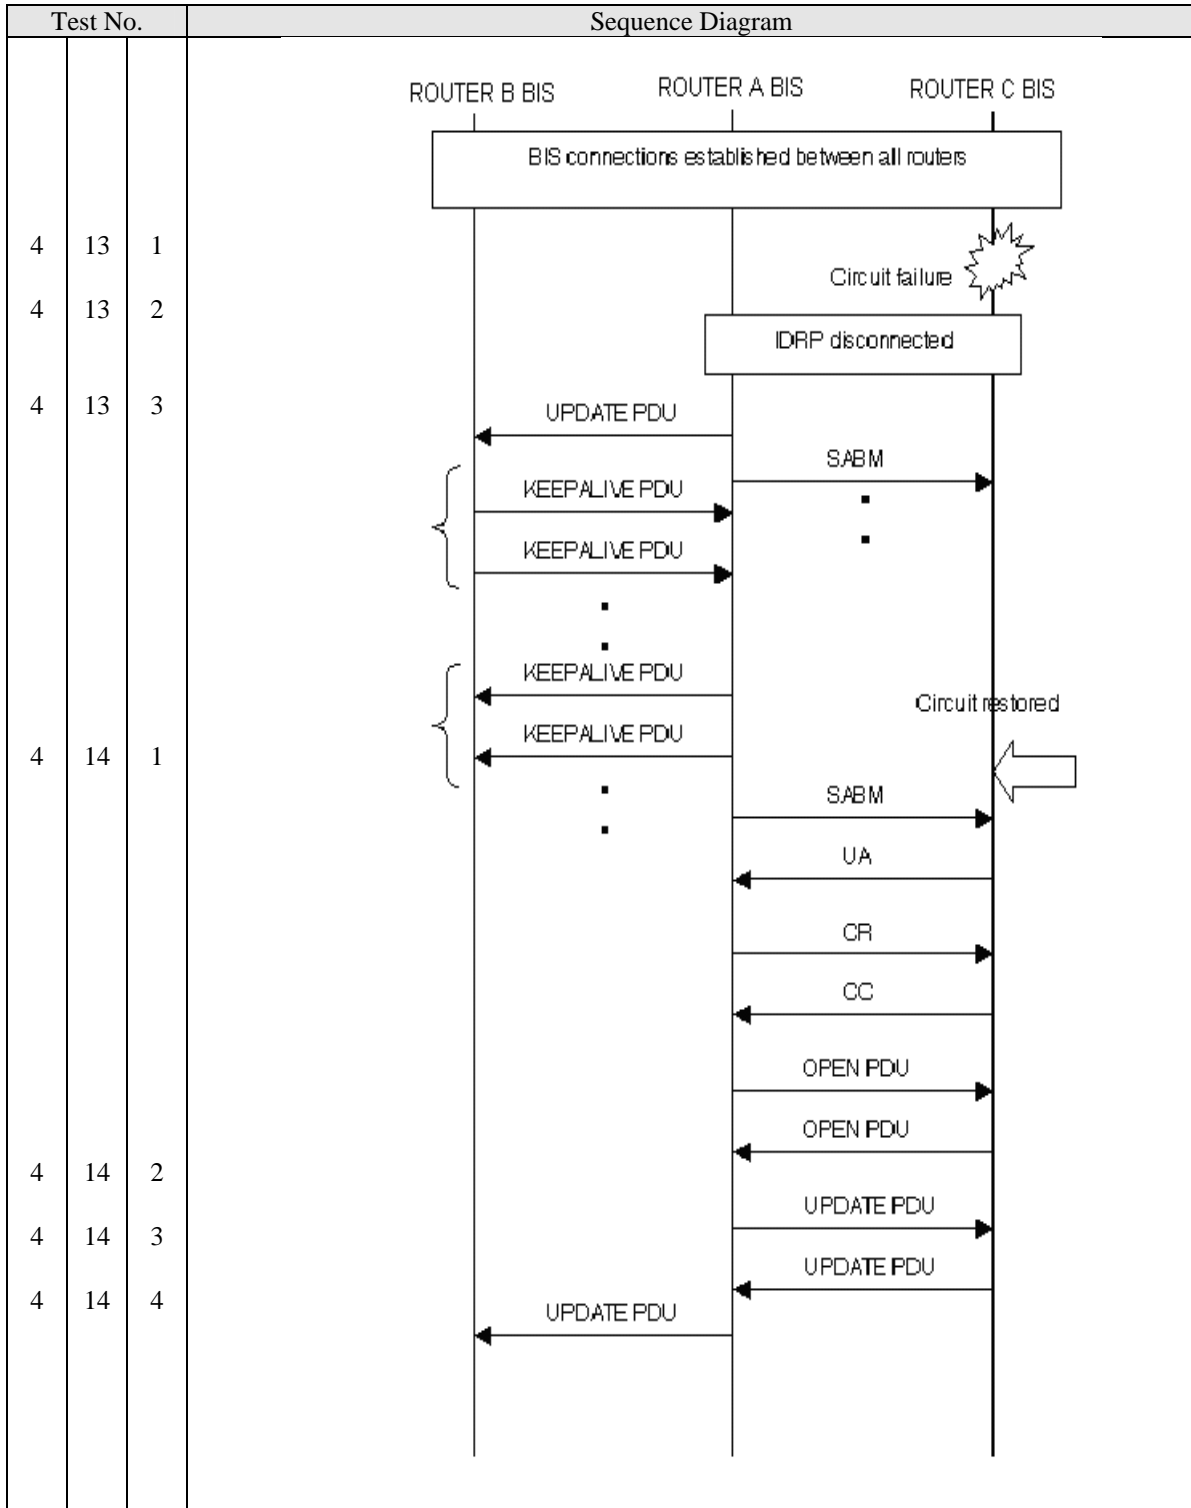 Test No. Sequence Diagram
ROUTER B BIS ROUTER A BIS ROUTER C BIS
BIS connections established between all routers
4 13 1
Circuit failure
4 13 2
IDRP disconnected
4 13 3
UPDATE PDU
SABM
KEEPALIVE PDU
KEEPALIVE PDU
KEEPALIVE PDU
Circuit restored
KEEPALIVE PDU
4 14 1
SABM
UA
CR
CC
OPEN PDU
OPEN PDU
4 14 2
UPDATE PDU
4 14 3
UPDATE PDU
4 14 4
UPDATE PDU